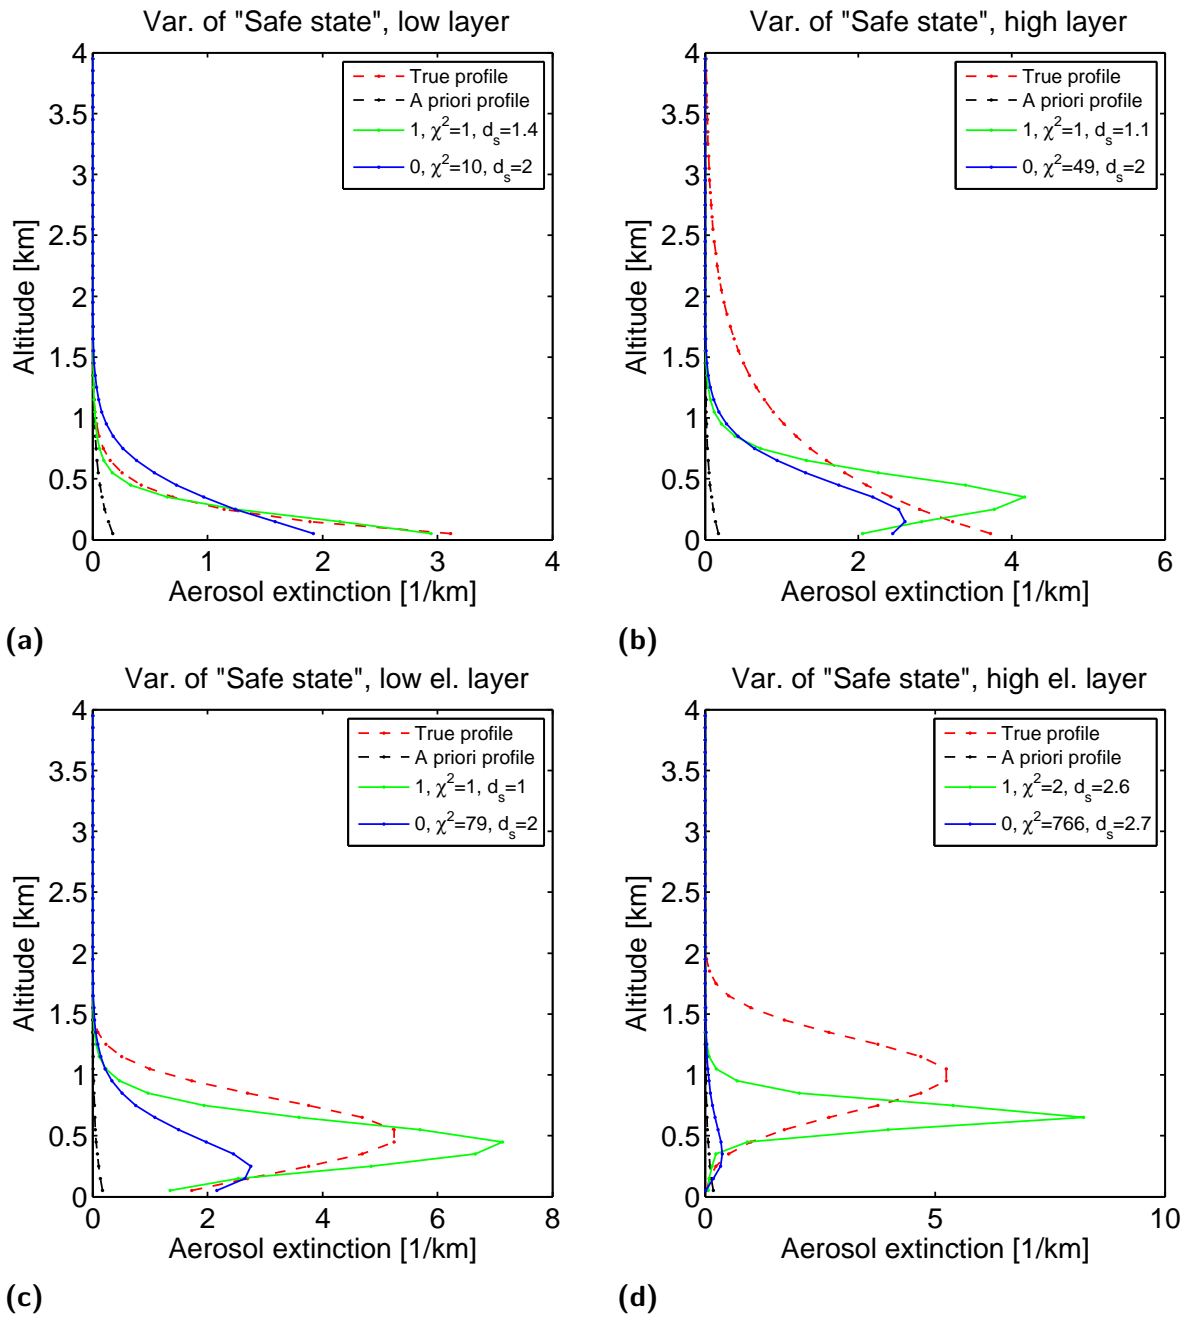 Var. of "Safe state", low layer
4
3.5
3
2.5
2
1.5
1
0.5
0
Altitude [km]
True profile
A priori profile
1, χ²=1, dₛ=1.4
0, χ²=10, dₛ=2
0 1 2 3 4
Aerosol extinction [1/km]
(a)
Var. of "Safe state", high layer
4
3.5
3
2.5
2
1.5
1
0.5
0
Altitude [km]
True profile
A priori profile
1, χ²=1, dₛ=1.1
0, χ²=49, dₛ=2
0 2 4 6
Aerosol extinction [1/km]
(b)
Var. of "Safe state", low el. layer
4
3.5
3
2.5
2
1.5
1
0.5
0
Altitude [km]
True profile
A priori profile
1, χ²=1, dₛ=1
0, χ²=79, dₛ=2
0 2 4 6 8
Aerosol extinction [1/km]
(c)
Var. of "Safe state", high el. layer
4
3.5
3
2.5
2
1.5
1
0.5
0
Altitude [km]
True profile
A priori profile
1, χ²=2, dₛ=2.6
0, χ²=766, dₛ=2.7
0 5 10
Aerosol extinction [1/km]
(d)